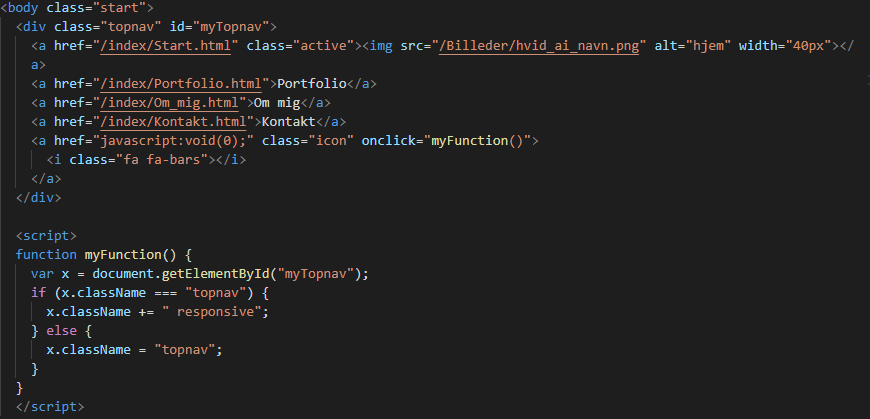 <body class="start">
<div class="topnav" id="myTopnav">
<a href="/index/Start.html" class="active"><img src="/Billeder/hvid_ai_navn.png" alt="hjem" width="40px"></
a>
<a href="/index/Portfolio.html">Portfolio</a>
<a href="/index/Om_mig.html">Om mig</a>
<a href="/index/Kontakt.html">Kontakt</a>
<a href="javascript:void(0);" class="icon" onclick="myFunction()">
<i class="fa fa-bars"></i>
</a>
</div>
<script>
function myFunction() {
var x = document.getElementById("myTopnav");
if (x.className === "topnav") {
x.className += " responsive";
} else {
x.className = "topnav";
}
}
</script>